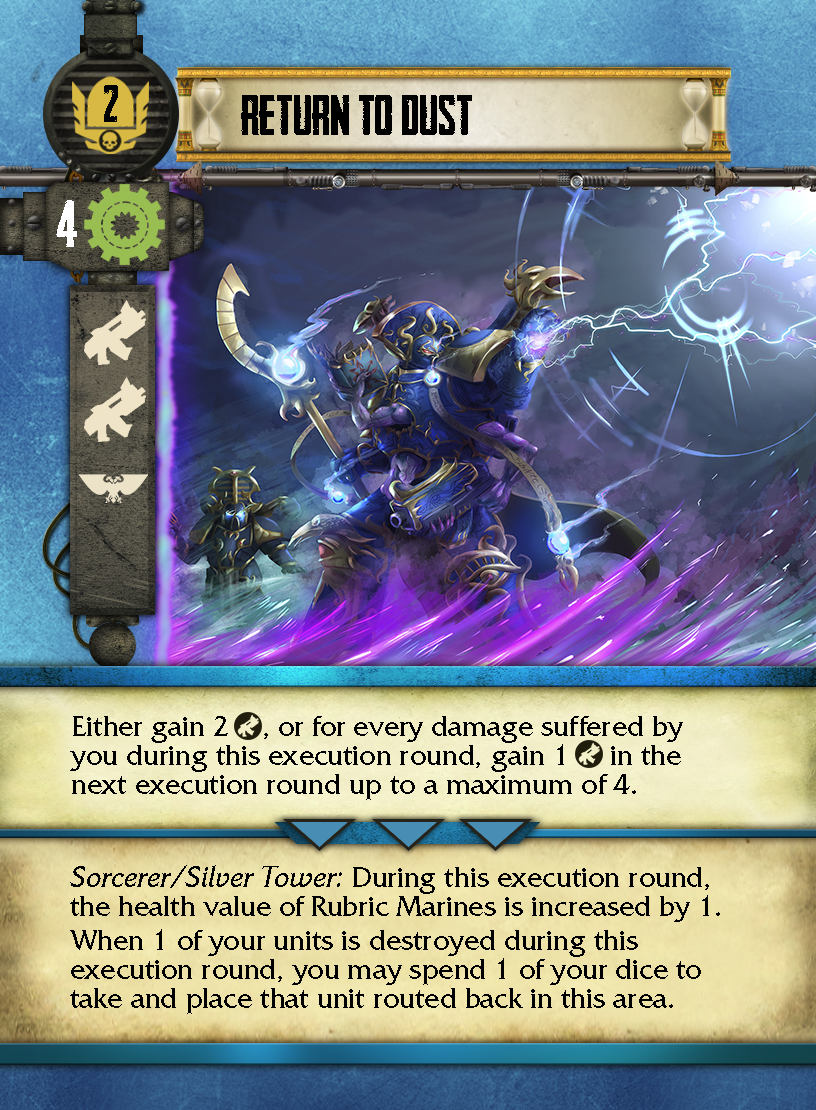 2
RETURN TO DUST
4
Either gain 2 , or for every damage suffered by
you during this execution round, gain 1 in the
next execution round up to a maximum of 4.
Sorcerer/Silver Tower: During this execution round,
the health value of Rubric Marines is increased by 1.
When 1 of your units is destroyed during this
execution round, you may spend 1 of your dice to
take and place that unit routed back in this area.